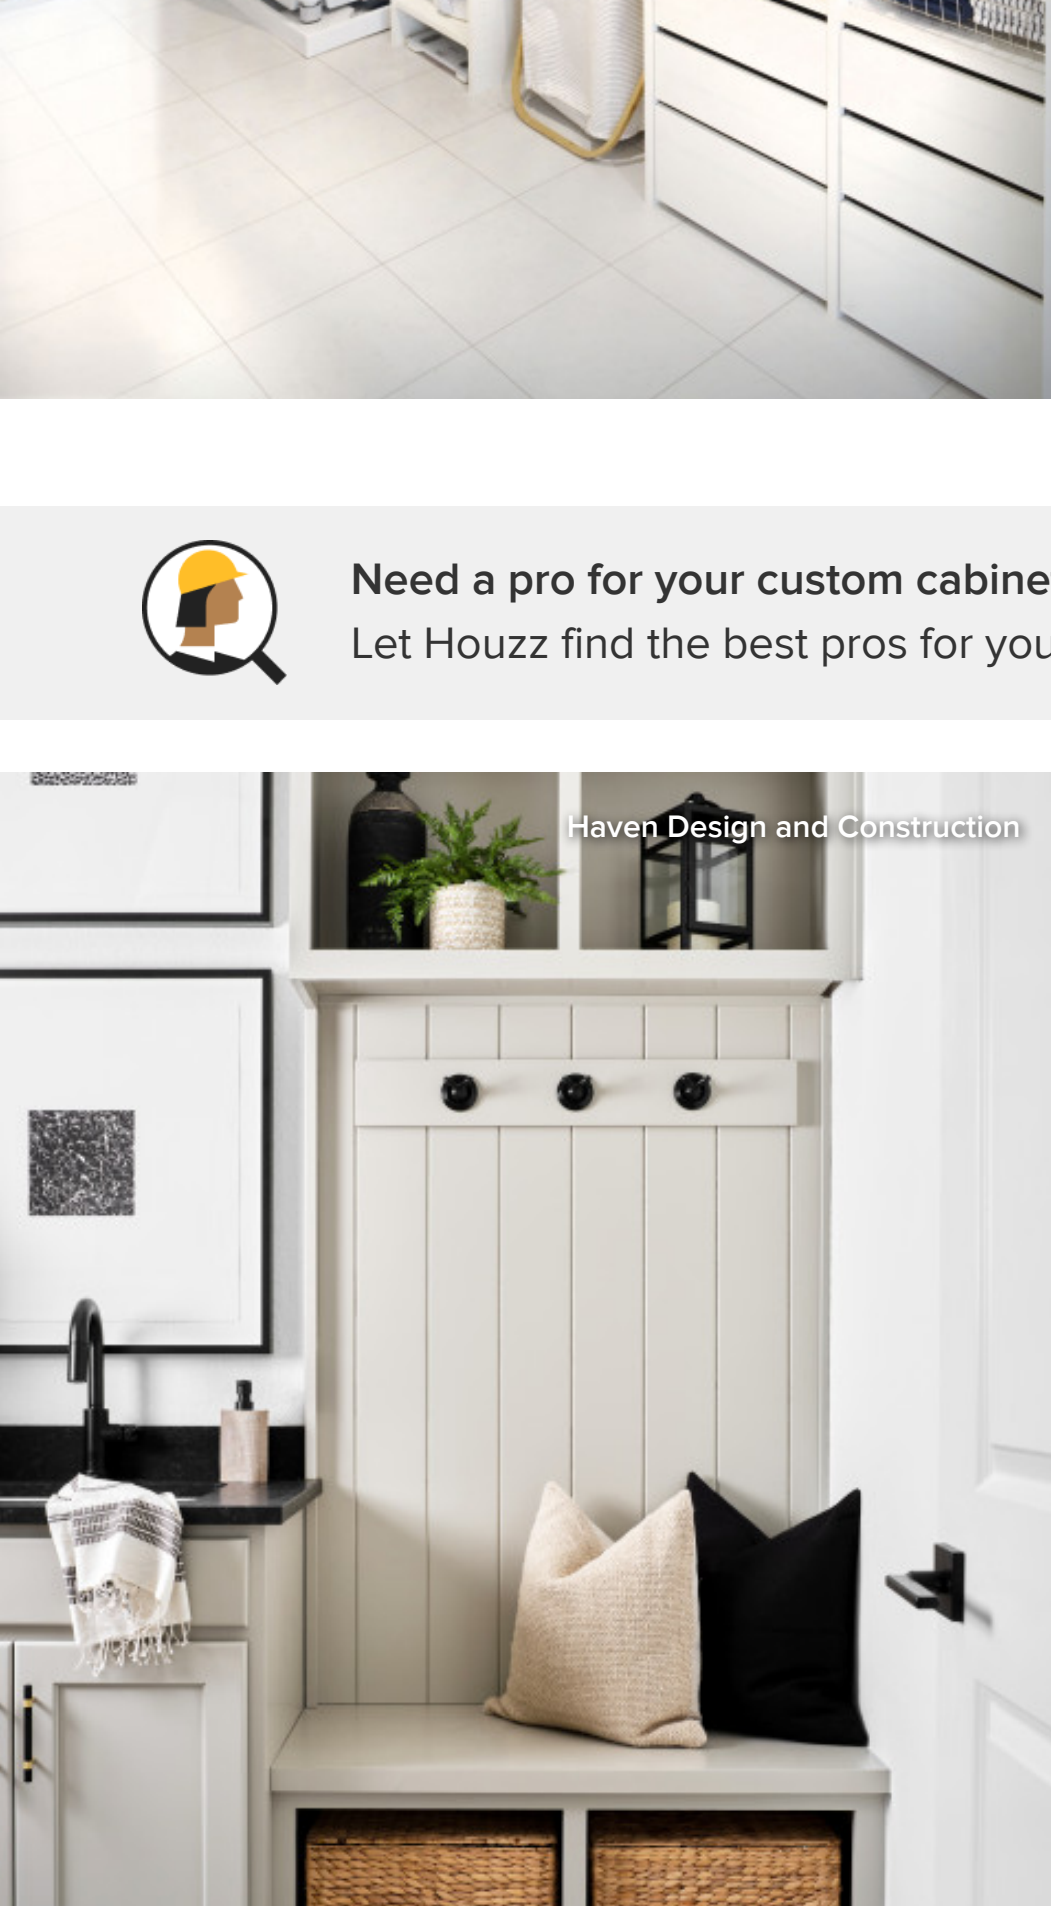 Need a pro for your custom cabine
Let Houzz find the best pros for you
Haven Design and Construction